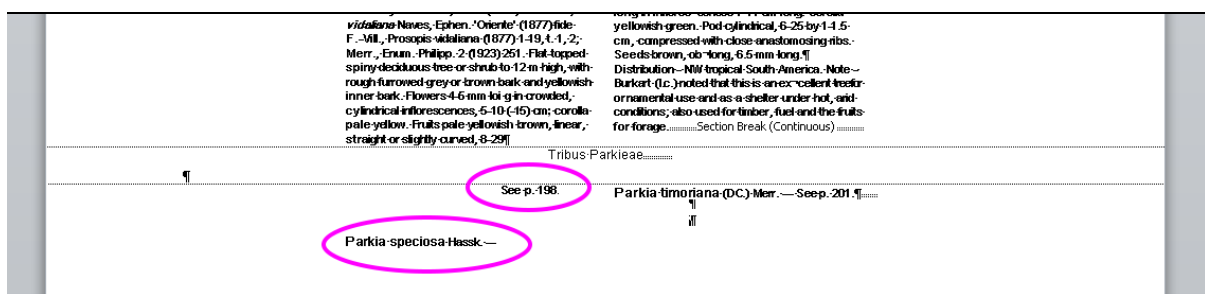 vidaliana Naves, Ephen. 'Oriente' (1877) fide
F.-Vill., Prosopis vidaliana (1877) 1-19, t. 1, 2;
Merr., Enum. Philipp. 2 (1923) 251. Flat-topped
spiny deciduous tree or shrub to 12 m high, with
rough furrowed grey or brown bark and yellowish
inner bark. Flowers 4-6 mm loi g in crowded,
cylindrical inflorescences, 5-10 (-15) cm; corolla
pale yellow. Fruits pale yellowish brown, linear,
straight or slightly curved, 8-29¶
yellowish green. Pod cylindrical, 6-25 by 1-1.5
cm, compressed with close anastomosing ribs.
Seeds brown, ob¬long, 6.5 mm long.¶
Distribution — NW tropical South America. Note —
Burkart (l.c.) noted that this is an ex¬cellent tree for
ornamental use and as a shelter under hot, arid
conditions; also used for timber, fuel and the fruits
for forage. Section Break (Continuous)
Tribus Parkieae
¶
See p. 198.
Parkia speciosa Hassk. —
Parkia timoriana (DC.) Merr. — See p. 201.¶
¶
¶